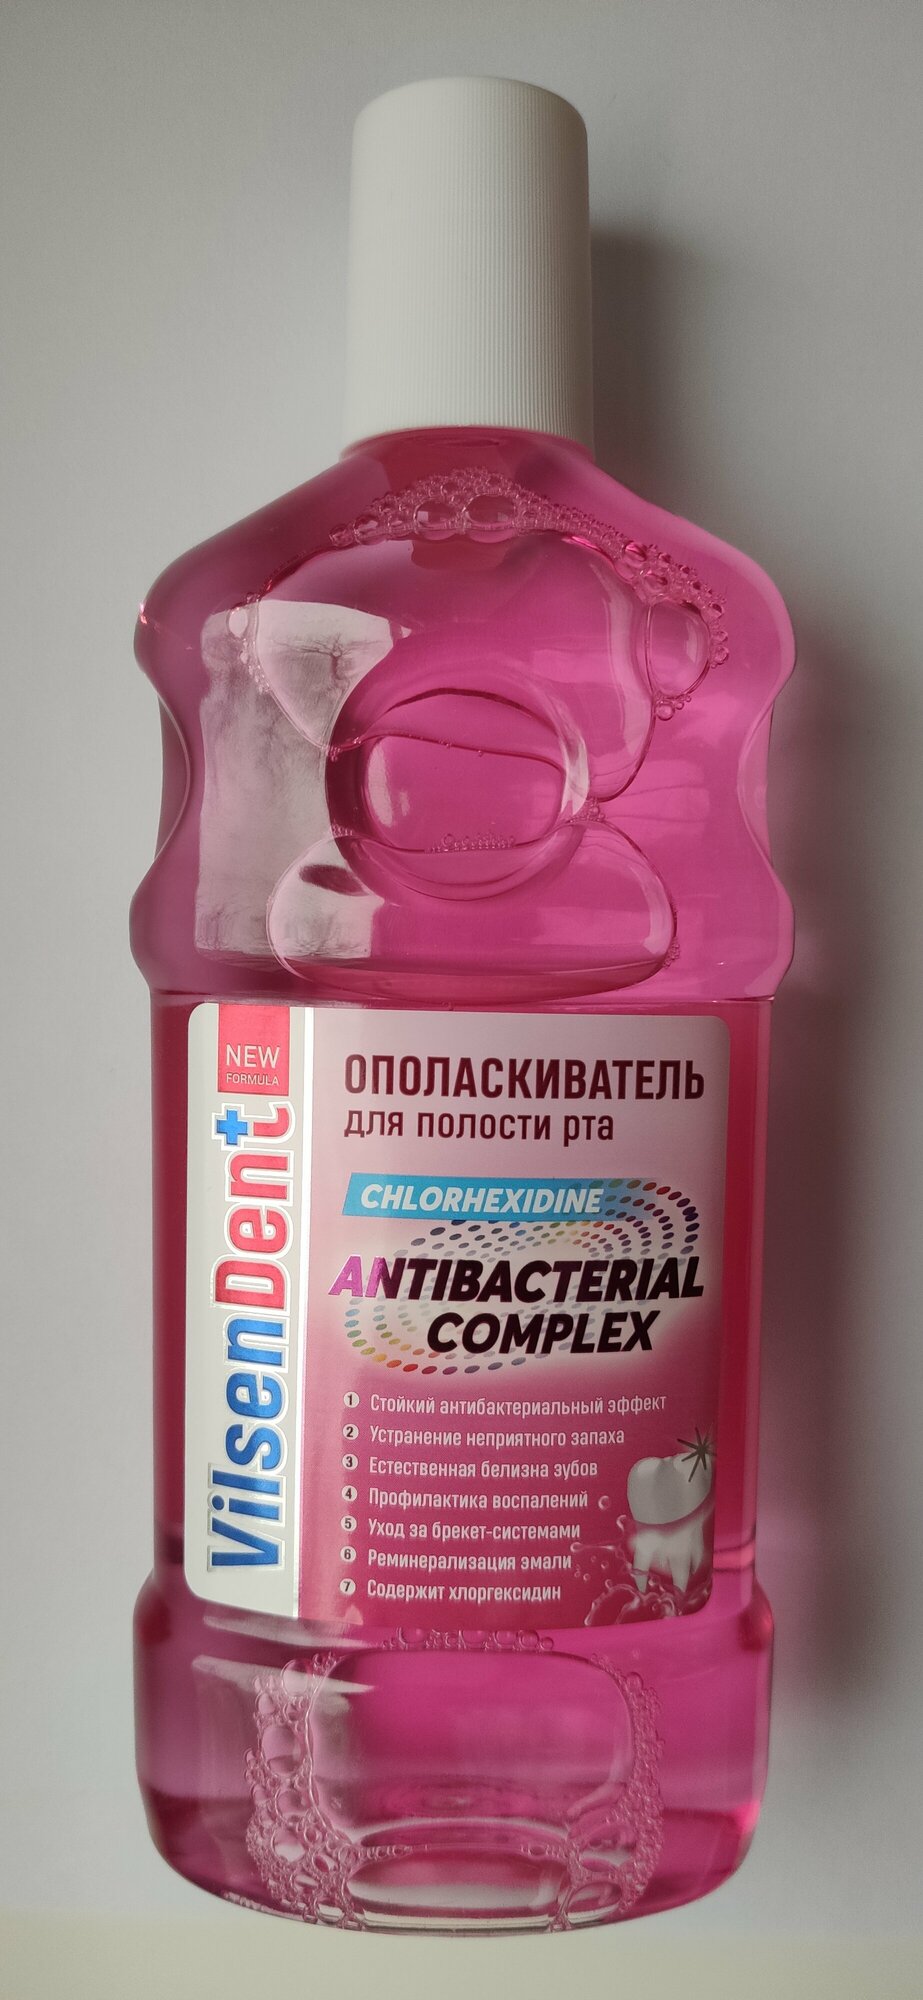 NEW
FORMULA
VilsenDent
ОПОЛАСКИВАТЕЛЬ
для полости рта
CHLORHEXIDINE
ANTIBACTERIAL
COMPLEX
1 Стойкий антибактериальный эффект
2 Устранение неприятного запаха
3 Естественная белизна зубов
4 Профилактика воспалений
5 Уход за брекет-системами
6 Реминерализация эмали
7 Содержит хлоргексидин